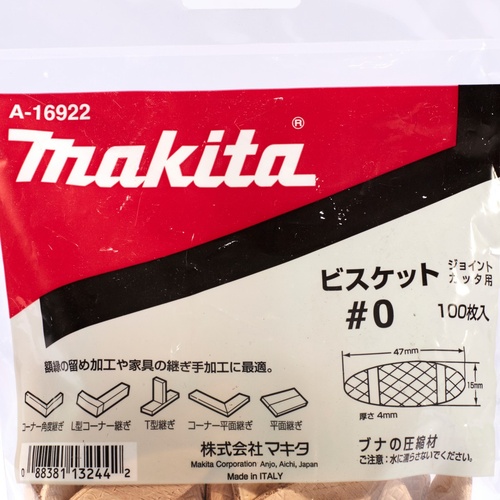 A-16922
makita®
ビスケット ジョイント
カッタ用
#0 100枚入
額縁の留め加工や家具の継ぎ手加工に最適。
47mm
15mm
厚さ 4mm
コーナー角度継ぎ L型コーナー継ぎ T型継ぎ コーナー平面継ぎ 平面継ぎ
ブナの圧縮材
ご注意:水に濡らさないでください。
株式会社マキタ
Makita Corporation Anjo, Aichi, Japan
Made in ITALY
0 88381 13244 2